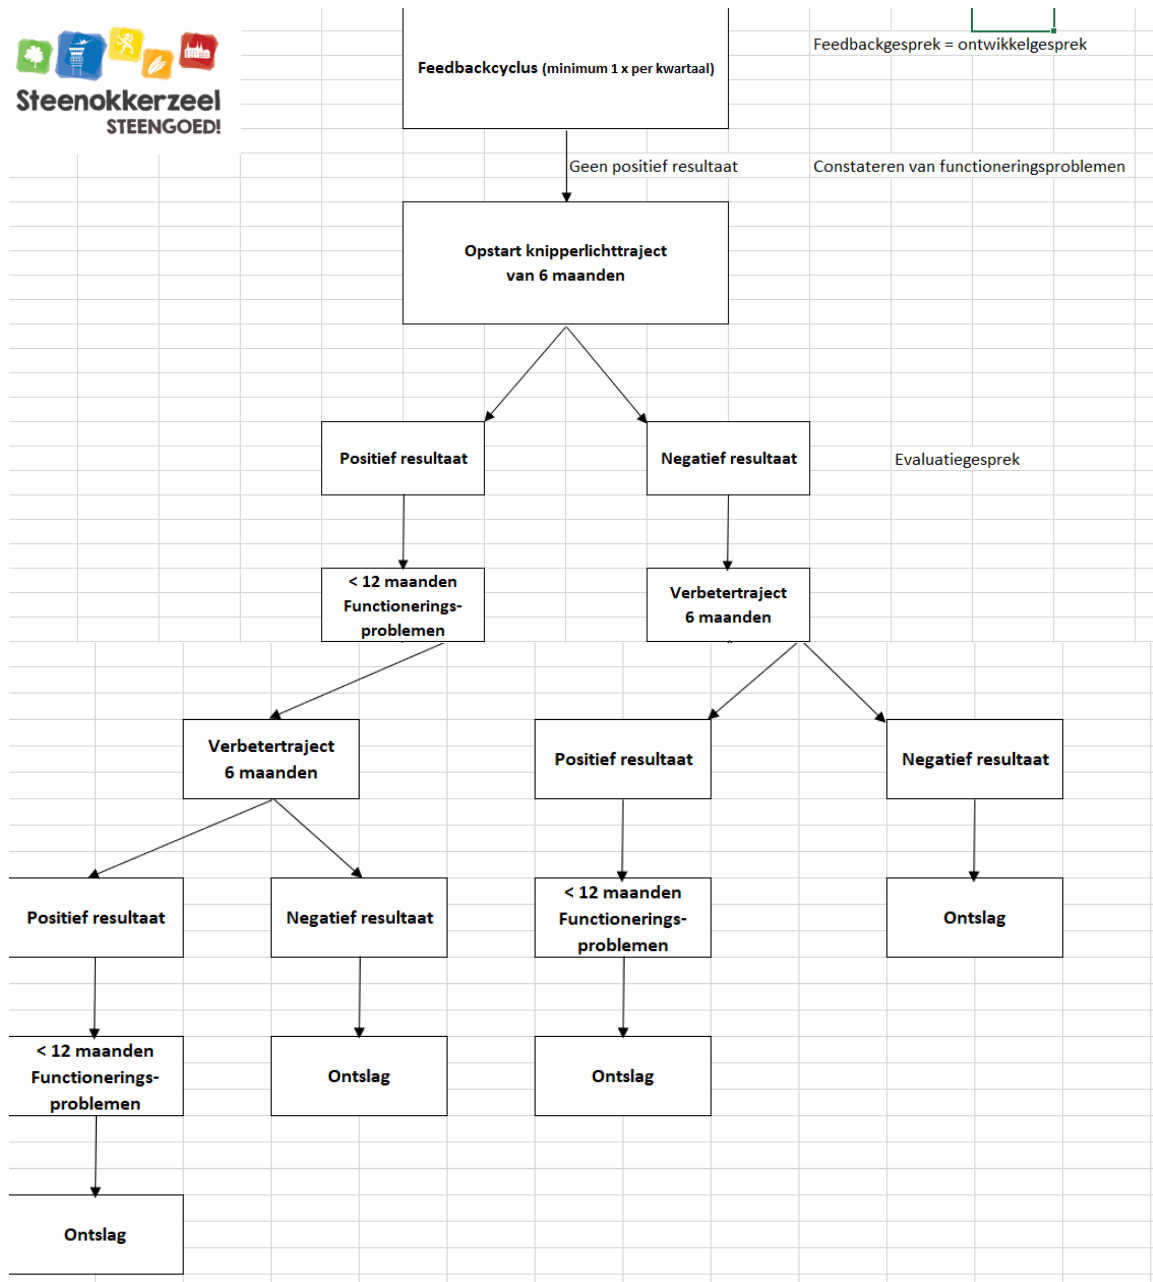 Steenokkerzeel
STEENGOED!
Feedbackgesprek = ontwikkelgesprek
Feedbackcyclus (minimum 1 x per kwartaal)
Geen positief resultaat
Constateren van functioneringsproblemen
Opstart knipperlichttraject
van 6 maanden
Positief resultaat
Negatief resultaat
Evaluatiegesprek
< 12 maanden
Functionerings-
problemen
Verbetertraject
6 maanden
Verbetertraject
6 maanden
Positief resultaat
Negatief resultaat
Positief resultaat
Negatief resultaat
< 12 maanden
Functionerings-
problemen
Ontslag
< 12 maanden
Functionerings-
problemen
Ontslag
Ontslag
Ontslag